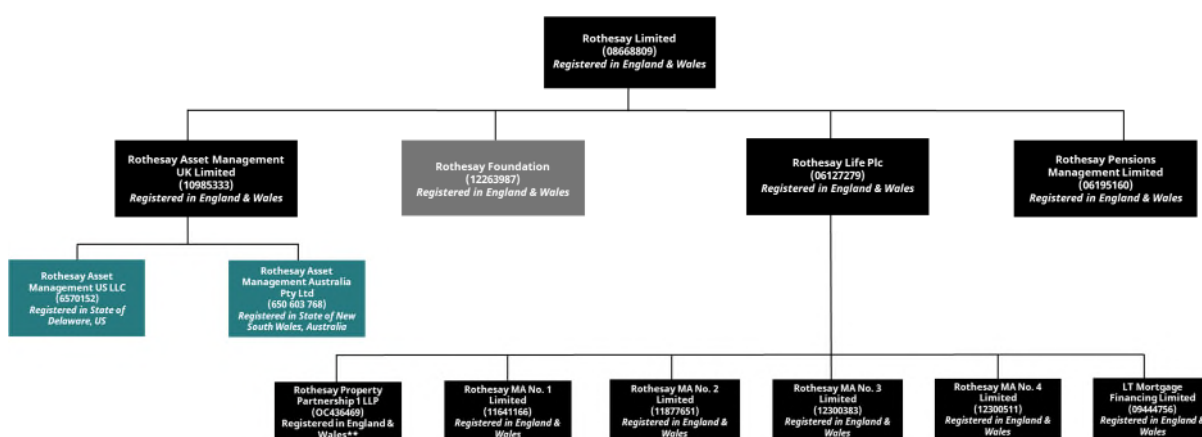 Rothesay Limited
(08668809)
Registered in England & Wales
Rothesay Asset Management
UK Limited
(10985333)
Registered in England & Wales
Rothesay Foundation
(12263987)
Registered in England & Wales
Rothesay Life Plc
(06127279)
Registered in England & Wales
Rothesay Pensions
Management Limited
(06195160)
Registered in England & Wales
Rothesay Asset
Management US LLC
(6570152)
Registered in State of
Delaware, US
Rothesay Asset
Management Australia
Pty Ltd
(650 603 768)
Registered in State of New
South Wales, Australia
Rothesay Property
Partnership 1 LLP
(OC436469)
Registered in England &
Wales**
Rothesay MA No. 1
Limited
(11641166)
Registered in England &
Wales
Rothesay MA No. 2
Limited
(11877651)
Registered in England &
Wales
Rothesay MA No. 3
Limited
(12300383)
Registered in England &
Wales
Rothesay MA No. 4
Limited
(12300511)
Registered in England &
Wales
LT Mortgage
Financing Limited
(09444756)
Registered in England &
Wales